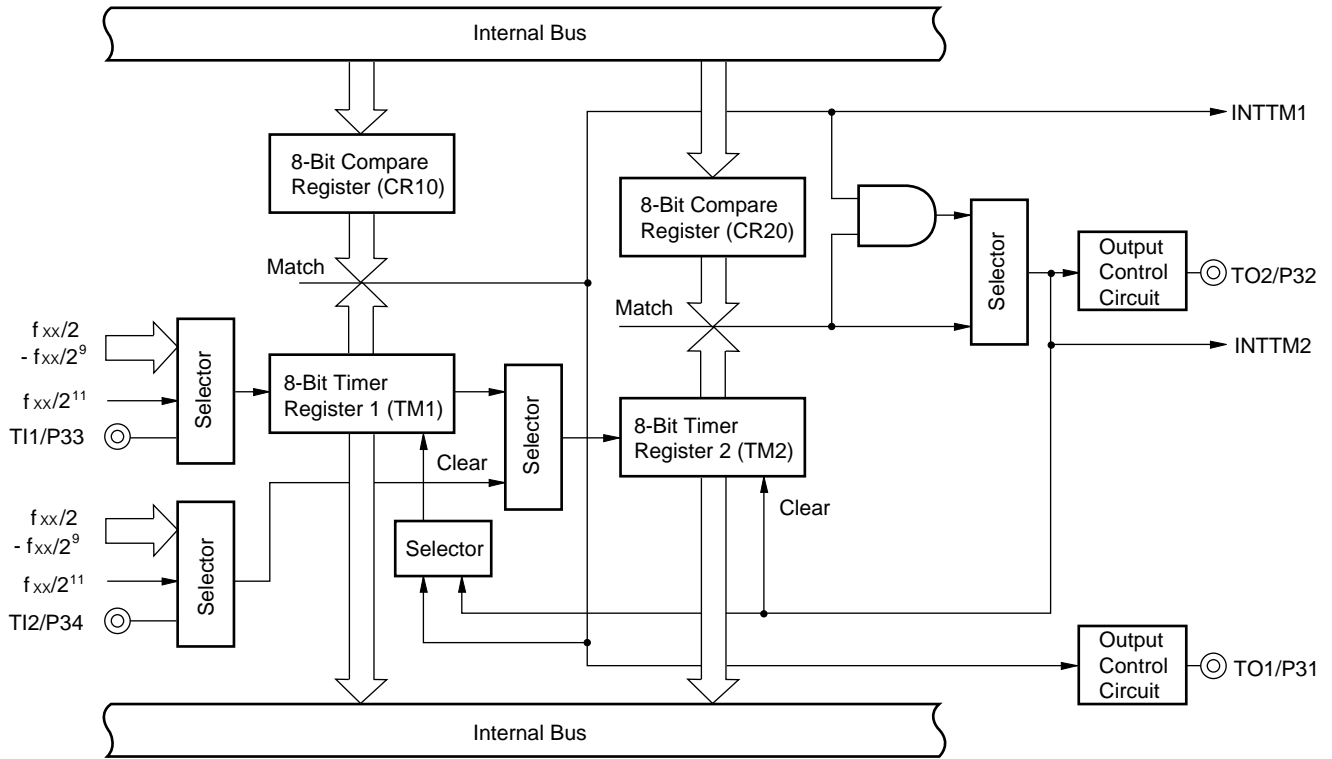 Internal Bus
INTTM1
8-Bit Compare
Register (CR10)
8-Bit Compare
Register (CR20)
Output
Control
Circuit
TO2/P32
Selector
Match
Match
INTTM2
fxx/2
- fxx/2⁹
fxx/2¹¹
TI1/P33
Selector
8-Bit Timer
Register 1 (TM1)
Selector
8-Bit Timer
Register 2 (TM2)
Clear
Clear
fxx/2
- fxx/2⁹
fxx/2¹¹
TI2/P34
Selector
Selector
Output
Control
Circuit
TO1/P31
Internal Bus